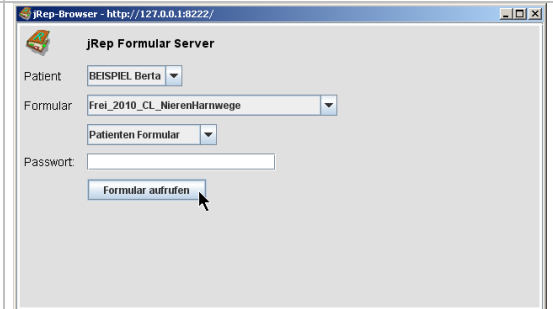 jRep-Browser - http://127.0.0.1:8222/
jRep Formular Server
Patient BEISPIEL Berta
Formular Frei_2010_CL_NierenHarnwege
Patienten Formular
Passwort:
Formular aufrufen